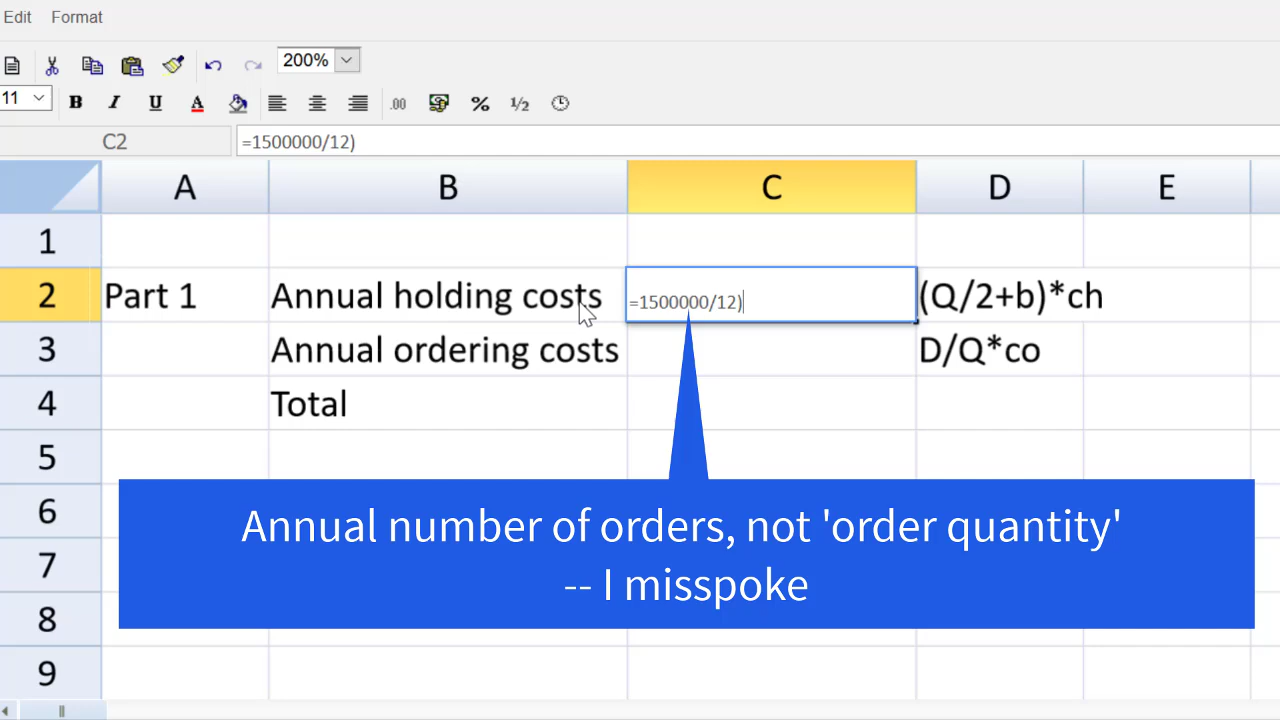 Edit Format
200%
11 B I U A .00 % ½
C2 =1500000/12)
A B C D E
1
2 Part 1 Annual holding costs =1500000/12) (Q/2+b)*ch
3 Annual ordering costs D/Q*co
4 Total
5
6
7
8
9
Annual number of orders, not 'order quantity'
-- I misspoke